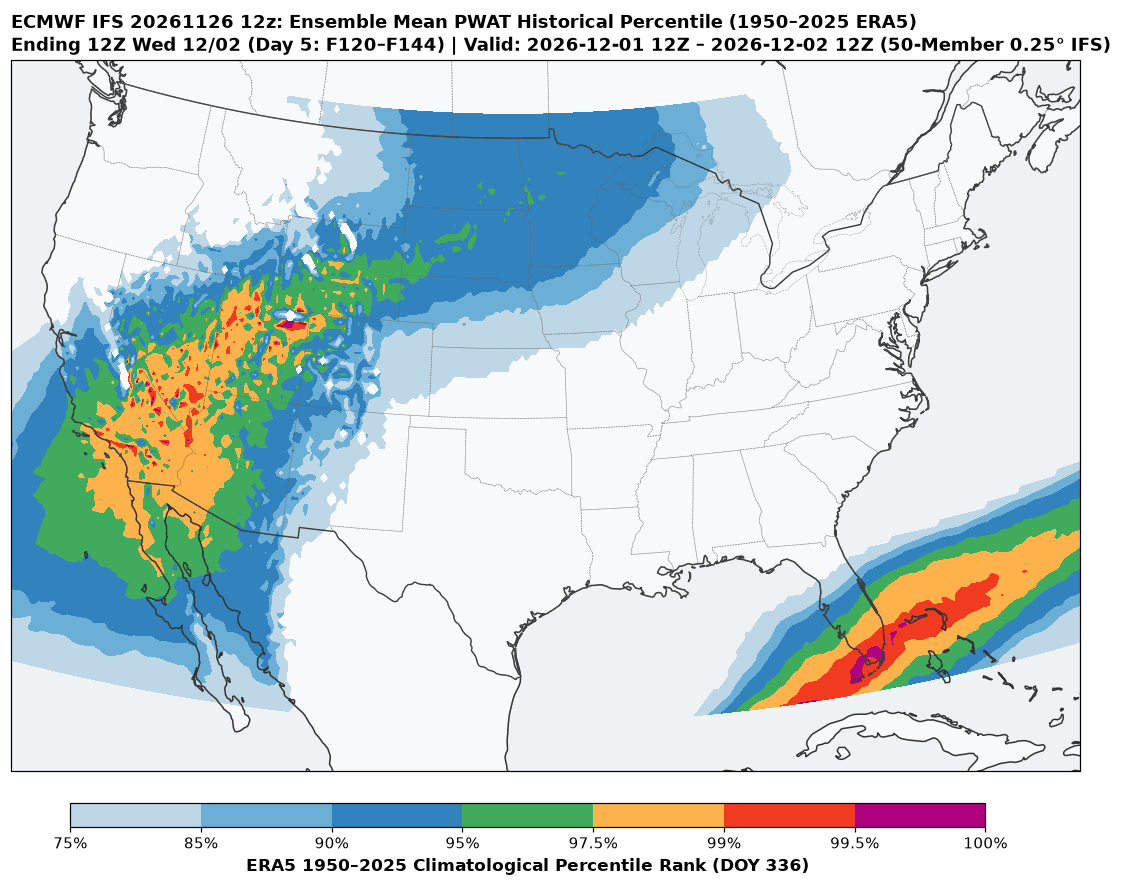 ECMWF IFS 20261126 12z: Ensemble Mean PWAT Historical Percentile (1950–2025 ERA5)
Ending 12Z Wed 12/02 (Day 5: F120–F144) | Valid: 2026-12-01 12Z – 2026-12-02 12Z (50-Member 0.25° IFS)
75% 85% 90% 95% 97.5% 99% 99.5% 100%
ERA5 1950–2025 Climatological Percentile Rank (DOY 336)